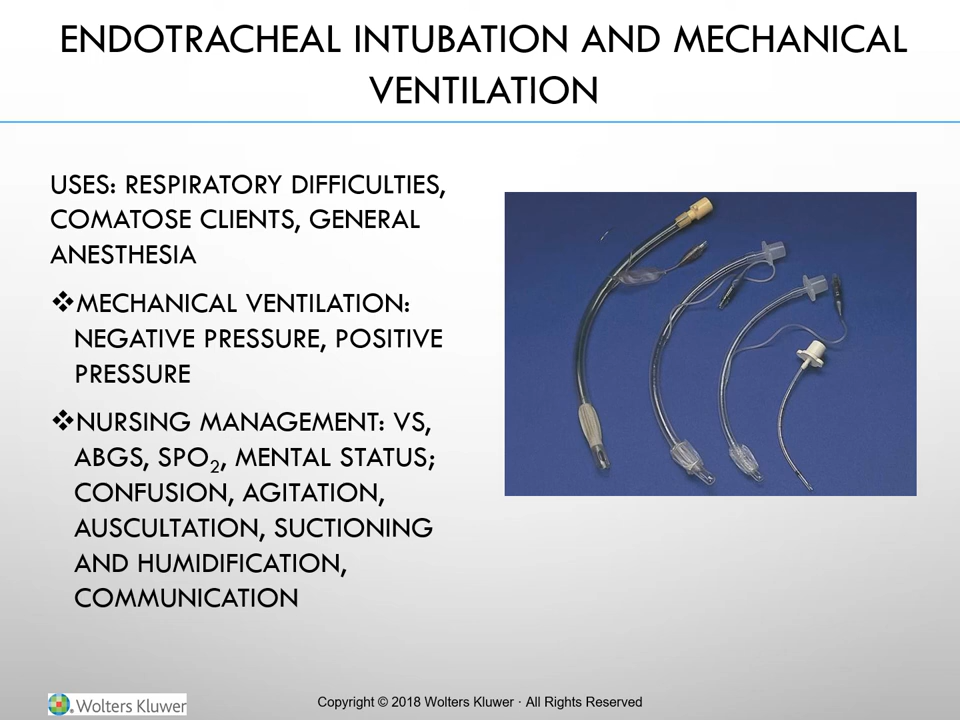 ENDOTRACHEAL INTUBATION AND MECHANICAL
VENTILATION
USES: RESPIRATORY DIFFICULTIES,
COMATOSE CLIENTS, GENERAL
ANESTHESIA
❖MECHANICAL VENTILATION:
NEGATIVE PRESSURE, POSITIVE
PRESSURE
❖NURSING MANAGEMENT: VS,
ABGS, SPO₂, MENTAL STATUS;
CONFUSION, AGITATION,
AUSCULTATION, SUCTIONING
AND HUMIDIFICATION,
COMMUNICATION
Wolters Kluwer
Copyright © 2018 Wolters Kluwer · All Rights Reserved